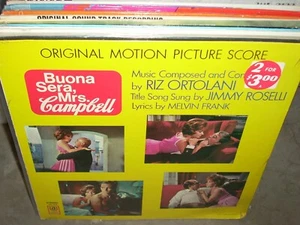 ORIGINAL SOUND TRACK RECORDING
ORIGINAL MOTION PICTURE SCORE
Buona
Sera,
Mrs.
Campbell
Music Composed and Con
by RIZ ORTOLANI
Title Song Sung by JIMMY ROSELLI
Lyrics by MELVIN FRANK
2 FOR
$3.00